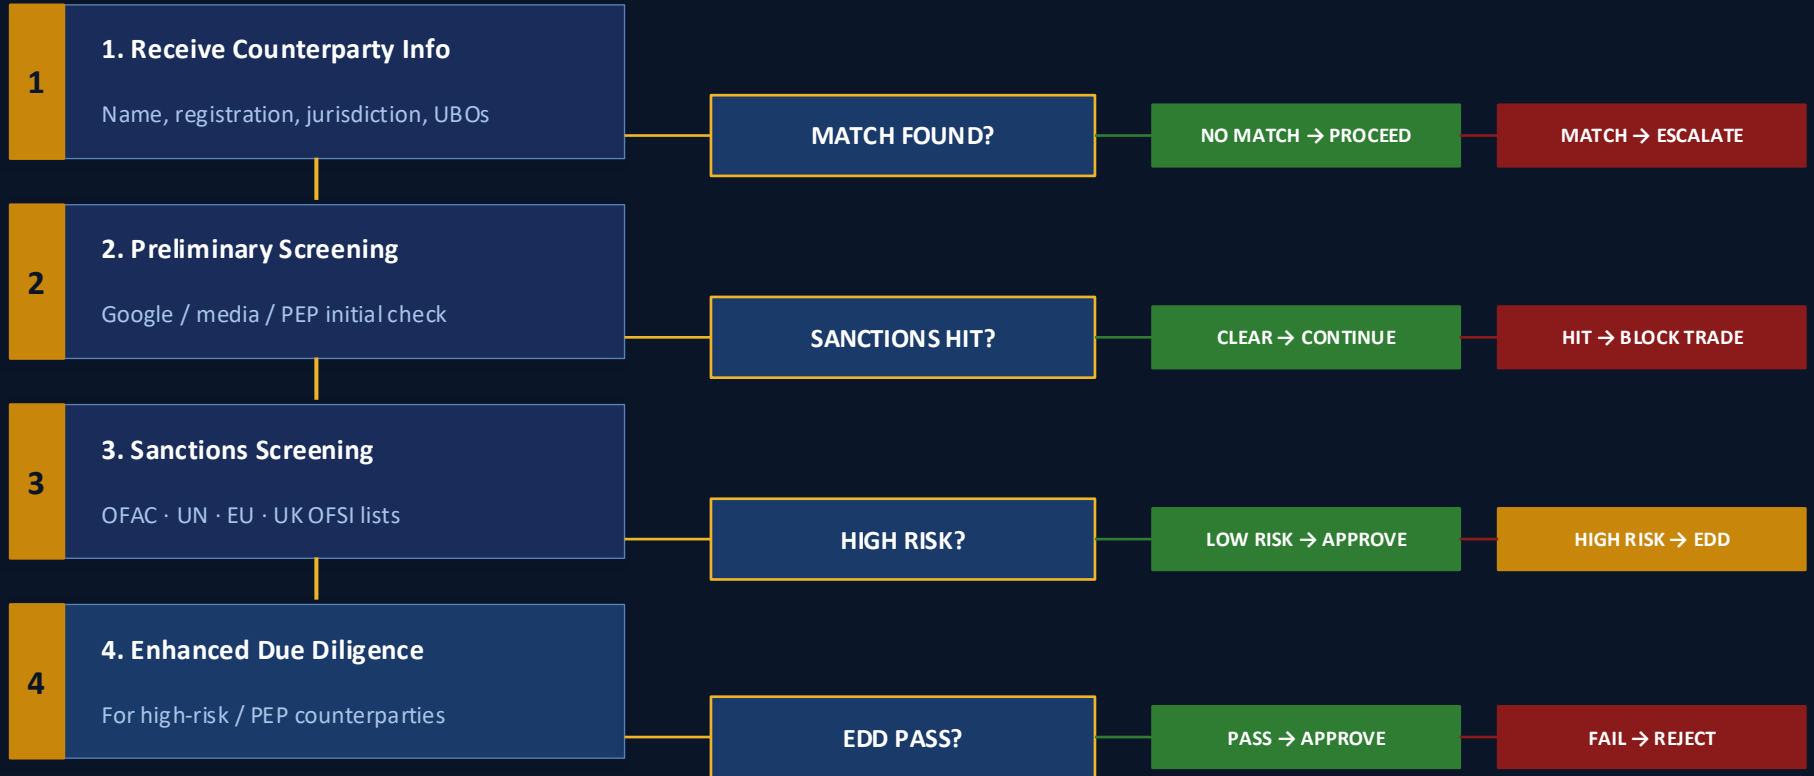 1
1. Receive Counterparty Info
Name, registration, jurisdiction, UBOs
MATCH FOUND?
NO MATCH → PROCEED
MATCH → ESCALATE
2
2. Preliminary Screening
Google / media / PEP initial check
SANCTIONS HIT?
CLEAR → CONTINUE
HIT → BLOCK TRADE
3
3. Sanctions Screening
OFAC · UN · EU · UK OFSI lists
HIGH RISK?
LOW RISK → APPROVE
HIGH RISK → EDD
4
4. Enhanced Due Diligence
For high-risk / PEP counterparties
EDD PASS?
PASS → APPROVE
FAIL → REJECT